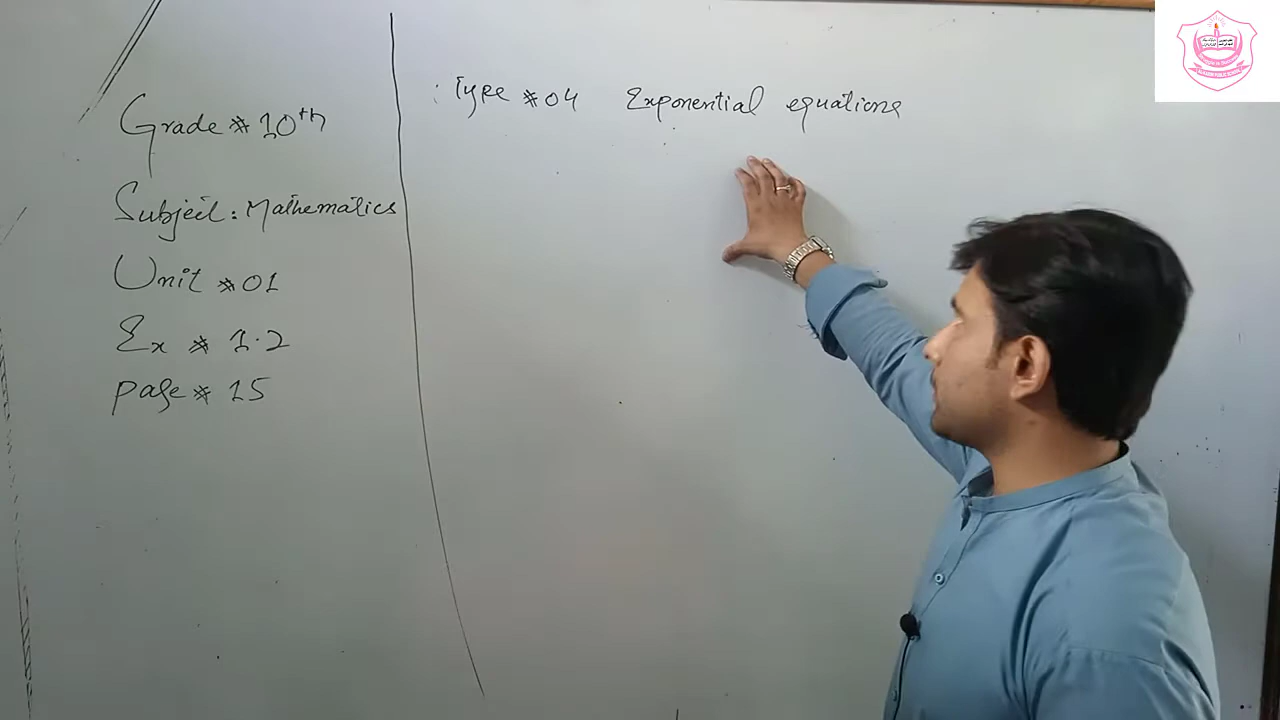 Grade # 10th
Subject: Mathematics
Unit # 01
Ex # 1.2
page # 15
: Type # 04 Exponential equations